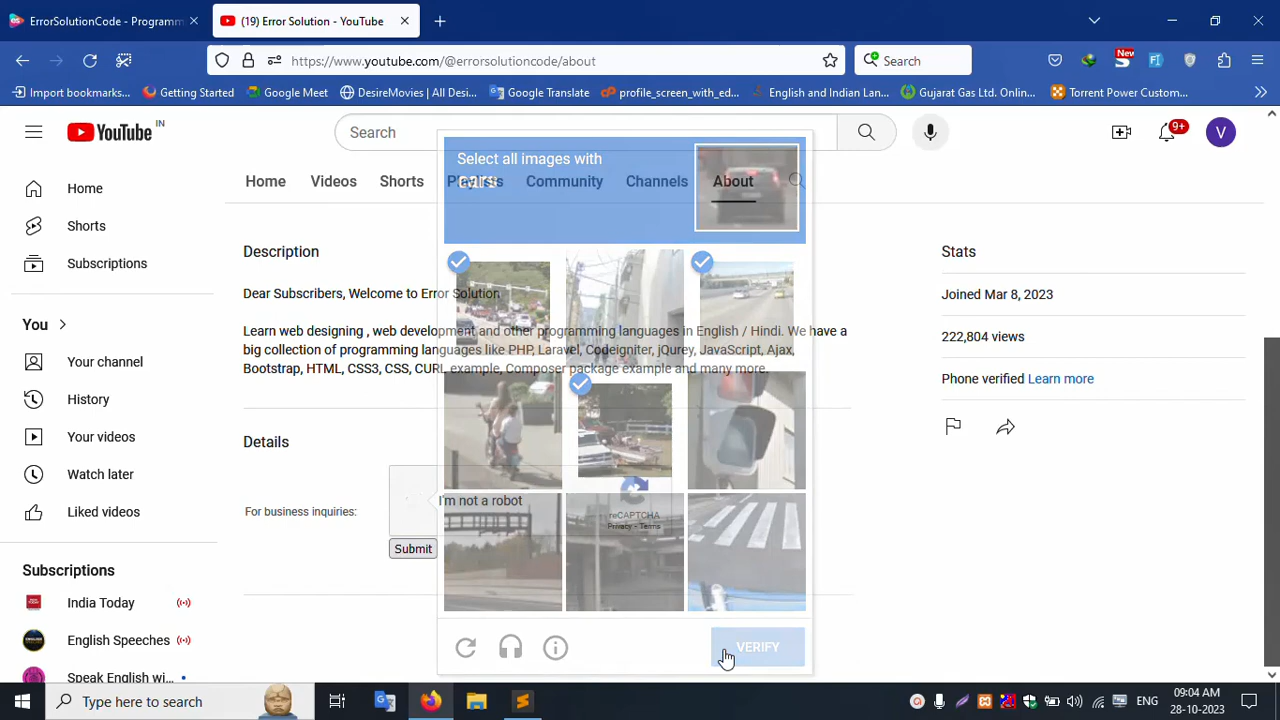 ErrorSolutionCode - Programm
(19) Error Solution - YouTube
https://www.youtube.com/@errorsolutioncode/about
Search
New
Import bookmarks...
Getting Started
Google Meet
DesireMovies | All Desi...
Google Translate
profile_screen_with_ed...
English and Indian Lan...
Gujarat Gas Ltd. Onlin...
Torrent Power Custom...
YouTube IN
Search
9+
V
Select all images with
cars
Home
Videos
Shorts
Playlists
Community
Channels
About
Home
Shorts
Subscriptions
You
Your channel
History
Your videos
Watch later
Liked videos
Subscriptions
India Today
English Speeches
Speak English wi...
Description
Dear Subscribers, Welcome to Error Solution
Learn web designing , web development and other programming languages in English / Hindi. We have a
big collection of programming languages like PHP, Laravel, Codeigniter, jQurey, JavaScript, Ajax,
Bootstrap, HTML, CSS3, CSS, CURL example, Composer package example and many more.
Details
For business inquiries:
I'm not a robot
reCAPTCHA
Privacy - Terms
Submit
VERIFY
Stats
Joined Mar 8, 2023
222,804 views
Phone verified Learn more
Type here to search
ENG
09:04 AM
28-10-2023